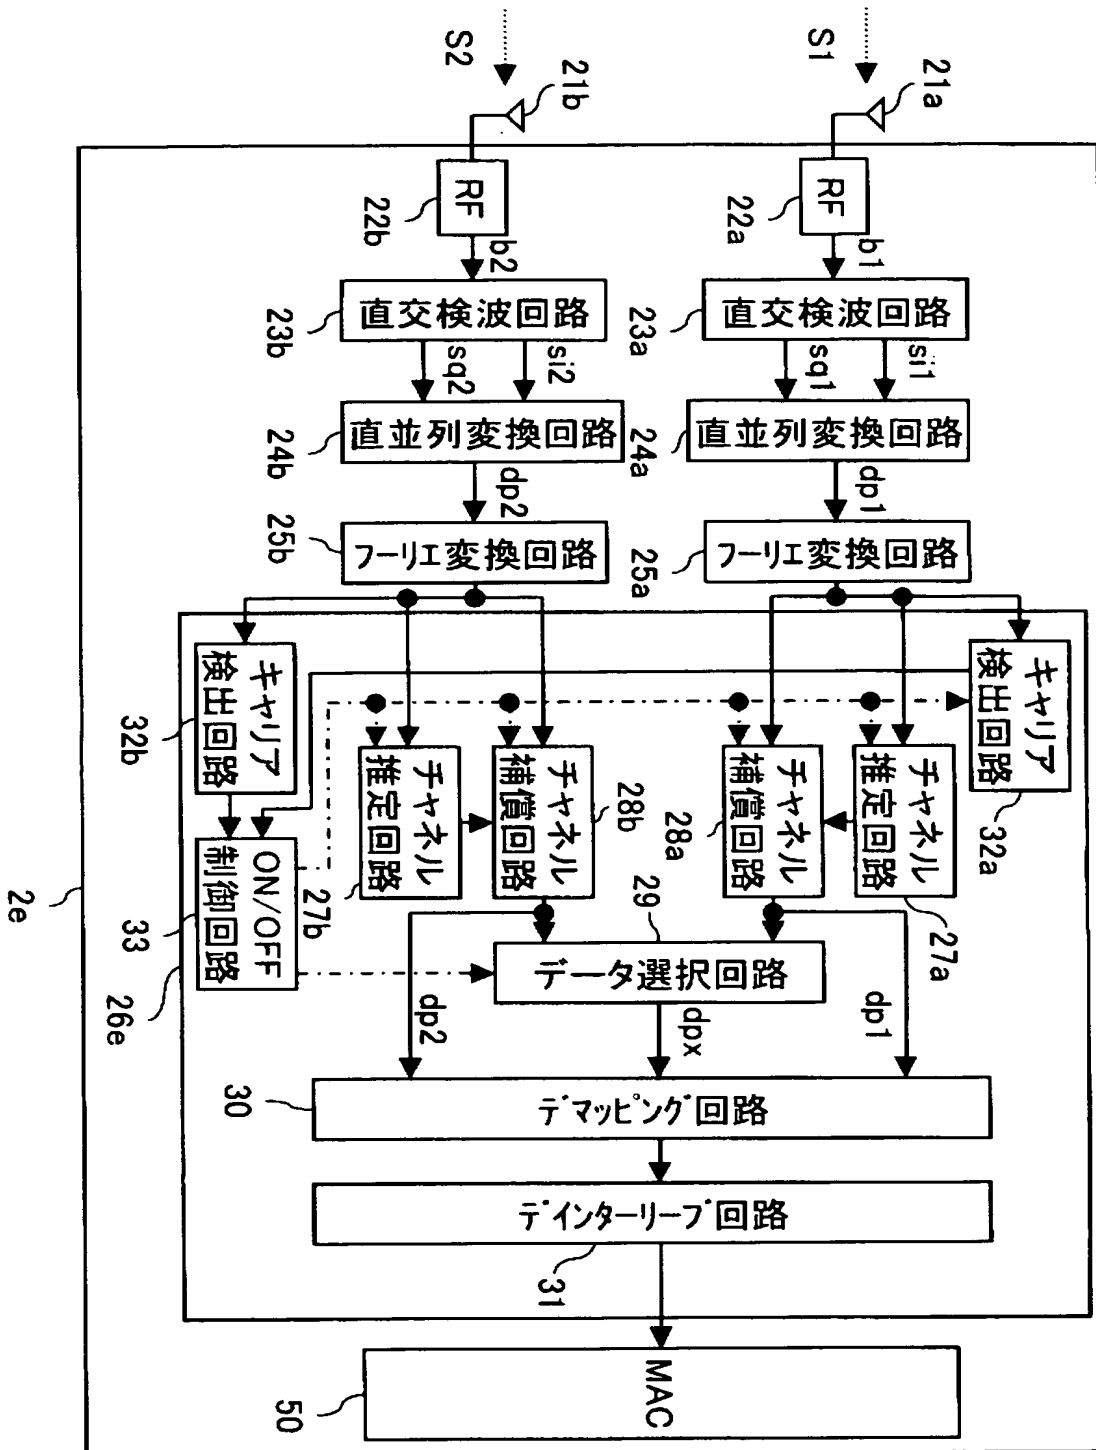 S1
21a
RF
22a
b1
直交検波回路
23a
si1
sq1
直並列変換回路
24a
dp1
フーリエ変換回路
25a
キャリア
検出回路
32a
チャネル
推定回路
27a
チャネル
補償回路
28a
dp1
S2
21b
RF
22b
b2
直交検波回路
23b
si2
sq2
直並列変換回路
24b
dp2
フーリエ変換回路
25b
チャネル
補償回路
28b
チャネル
推定回路
27b
キャリア
検出回路
32b
ON/OFF
制御回路
33
26e
29
データ選択回路
dpx
dp2
デマッピング回路
30
デインターリーブ回路
31
MAC
50
2e